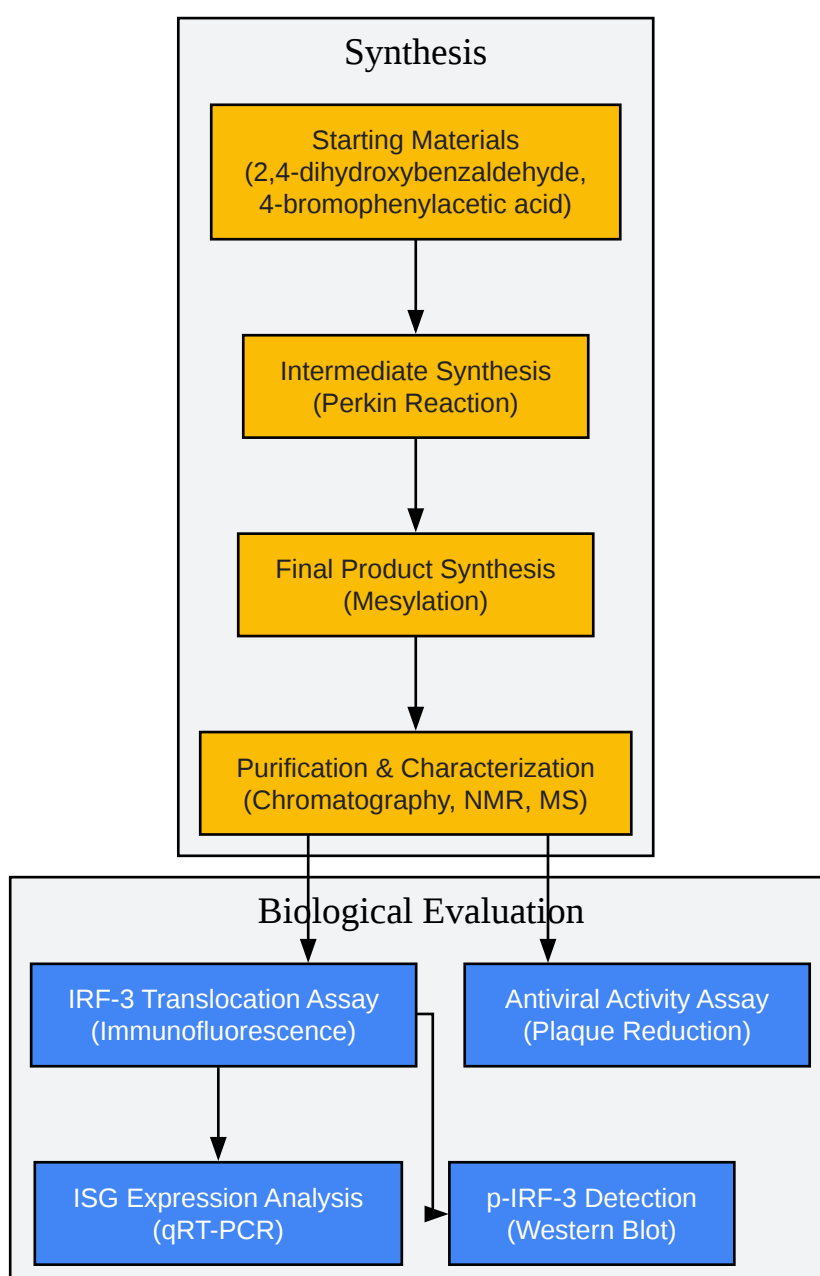 Synthesis
Starting Materials
(2,4-dihydroxybenzaldehyde,
4-bromophenylacetic acid)
Intermediate Synthesis
(Perkin Reaction)
Final Product Synthesis
(Mesylation)
Purification & Characterization
(Chromatography, NMR, MS)
Biological Evaluation
IRF-3 Translocation Assay
(Immunofluorescence)
Antiviral Activity Assay
(Plaque Reduction)
ISG Expression Analysis
(qRT-PCR)
p-IRF-3 Detection
(Western Blot)